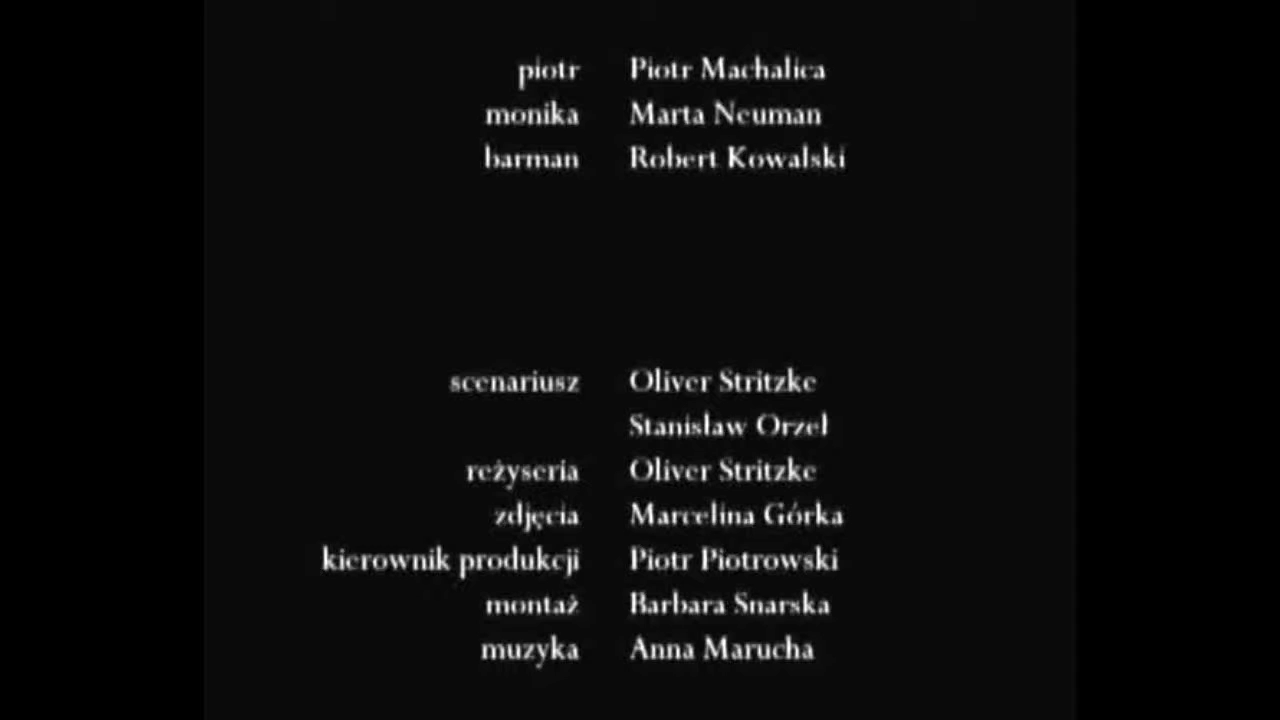 piotr Piotr Machalica
monika Marta Neuman
barman Robert Kowalski
scenariusz Oliver Stritzke
Stanisław Orzeł
reżyseria Oliver Stritzke
zdjęcia Marcelina Górka
kierownik produkcji Piotr Piotrowski
montaż Barbara Snarska
muzyka Anna Marucha